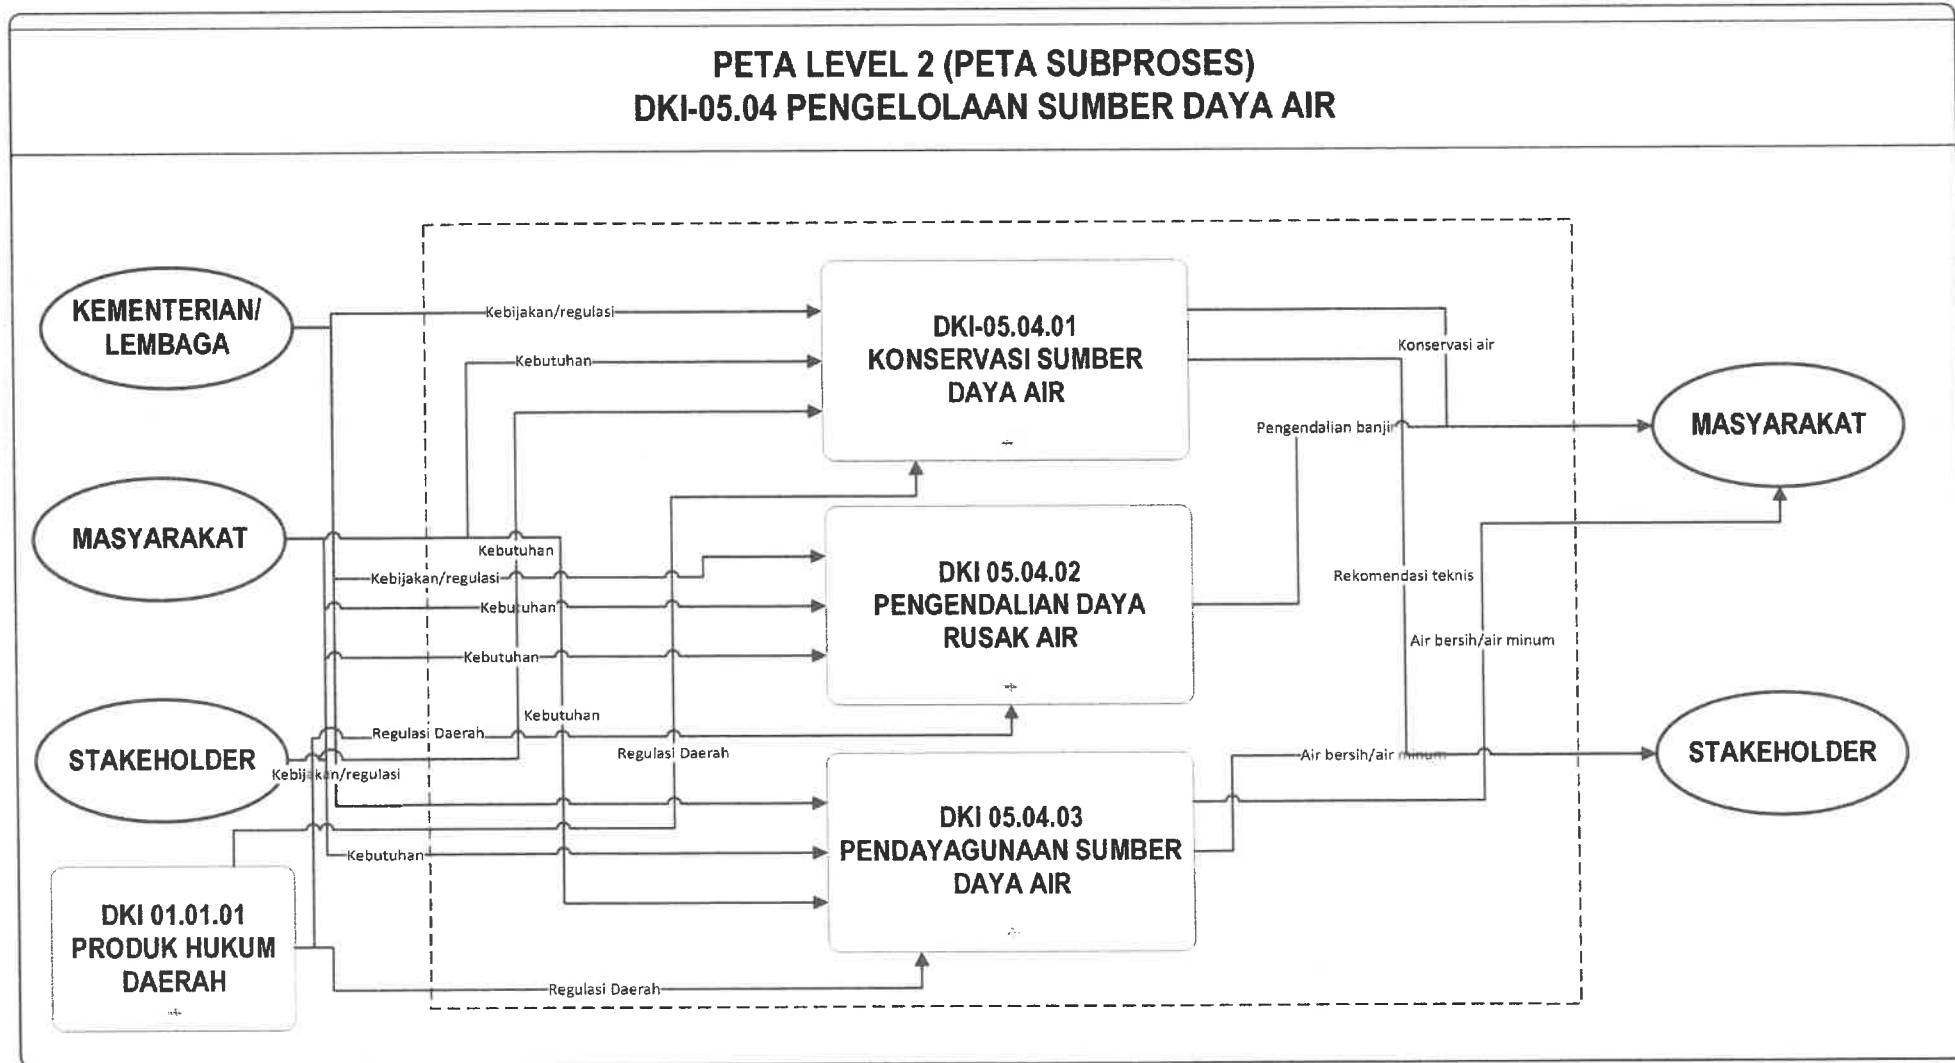 PETA LEVEL 2 (PETA SUBPROSES)
DKI-05.04 PENGELOLAAN SUMBER DAYA AIR
KEMENTERIAN/
LEMBAGA
MASYARAKAT
STAKEHOLDER
DKI 01.01.01
PRODUK HUKUM
DAERAH
Kebijakan/regulasi
Kebutuhan
Kebutuhan
Kebijakan/regulasi
Kebutuhan
Kebutuhan
Kebutuhan
Regulasi Daerah
Regulasi Daerah
Kebijakan/regulasi
Kebutuhan
Regulasi Daerah
DKI-05.04.01
KONSERVASI SUMBER
DAYA AIR
DKI 05.04.02
PENGENDALIAN DAYA
RUSAK AIR
DKI 05.04.03
PENDAYAGUNAAN SUMBER
DAYA AIR
Konservasi air
Pengendalian banjir
Rekomendasi teknis
Air bersih/air minum
Air bersih/air minum
MASYARAKAT
STAKEHOLDER